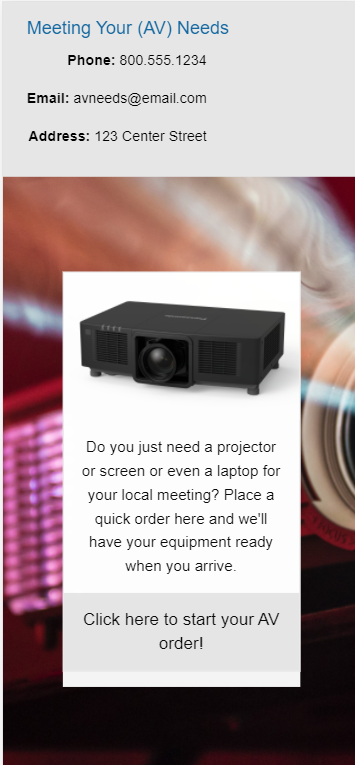 Meeting Your (AV) Needs
Phone: 800.555.1234
Email: avneeds@email.com
Address: 123 Center Street
Do you just need a projector
or screen or even a laptop for
your local meeting? Place a
quick order here and we'll
have your equipment ready
when you arrive.
Click here to start your AV
order!